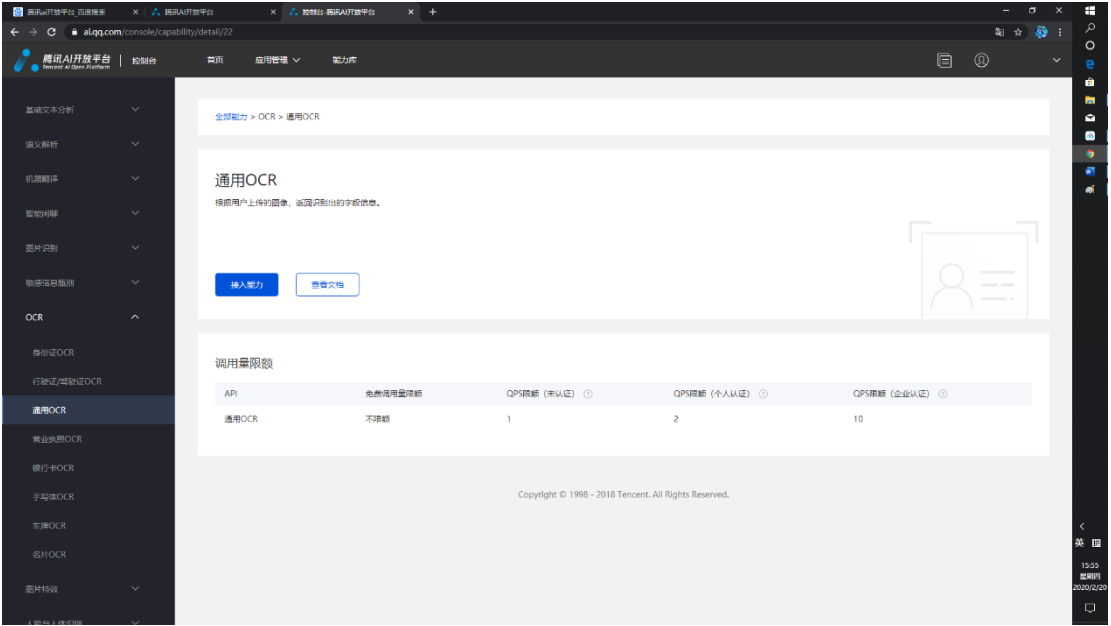 腾讯ai开放平台_百度搜索
腾讯AI开放平台
控制台-腾讯AI开放平台
ai.qq.com/console/capability/detail/22
腾讯AI开放平台 控制台 首页 应用管理 能力库
Tencent AI Open Platform
基础文本分析
语义解析
机器翻译
智能闲聊
图片识别
敏感信息甄别
OCR
身份证OCR
行驶证/驾驶证OCR
通用OCR
营业执照OCR
银行卡OCR
手写体OCR
车牌OCR
名片OCR
图片特效
人脸与人体识别
全部能力 > OCR > 通用OCR
通用OCR
根据用户上传的图像，返回识别出的字段信息。
接入能力 查看文档
调用量限额
API 免费调用量限额 QPS限额（未认证） QPS限额（个人认证） QPS限额（企业认证）
通用OCR 不限额 1 2 10
Copyright © 1998 - 2018 Tencent. All Rights Reserved.
英
15:55
星期四
2020/2/20